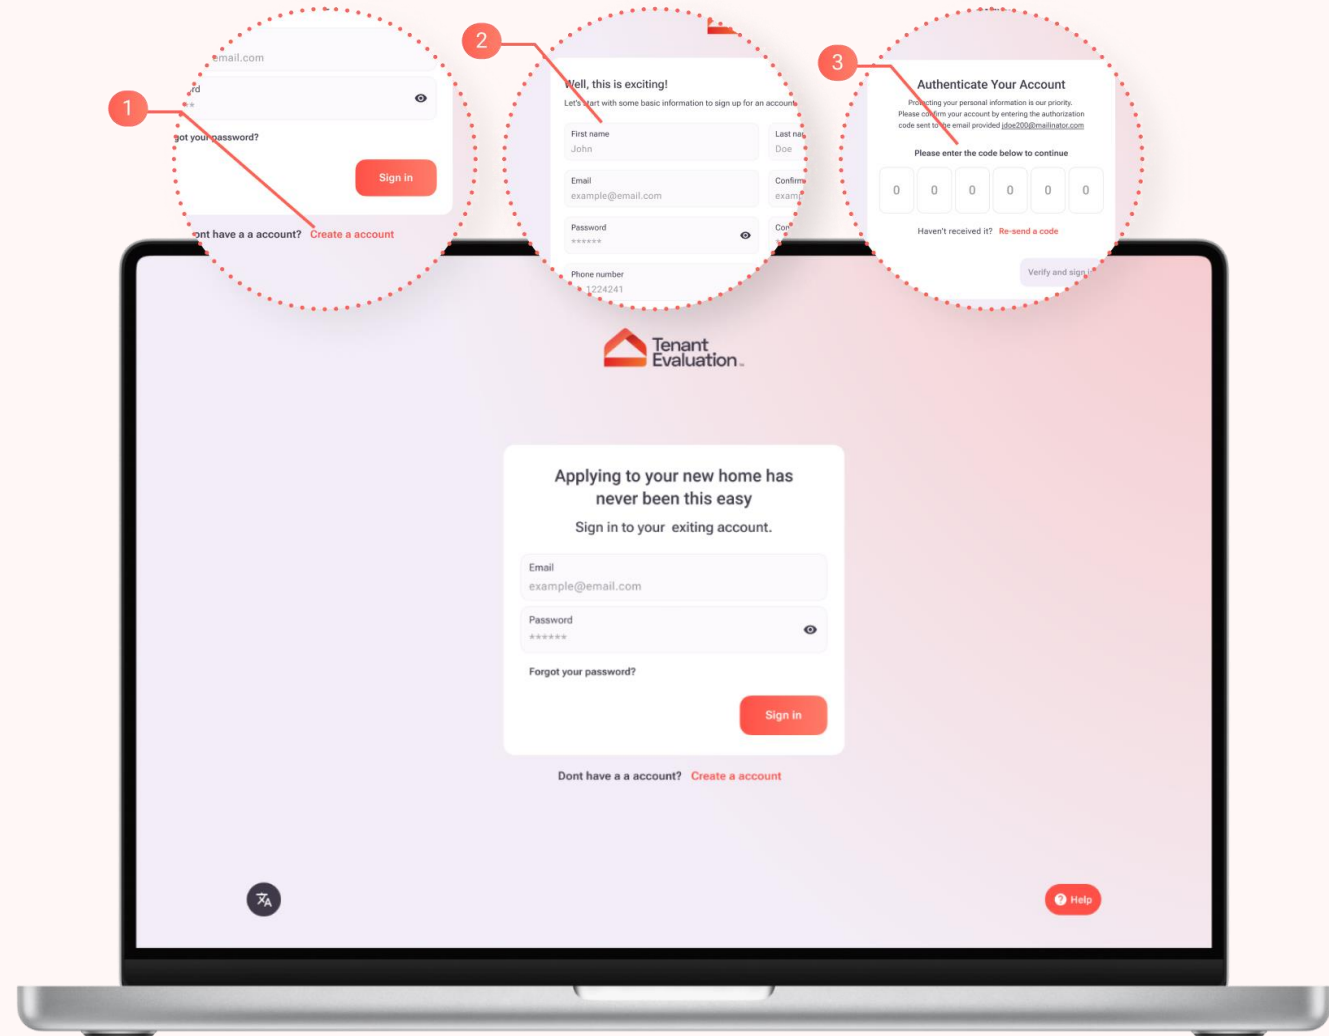 1
email.com
rd
**
got your password?
Sign in
ont have a a account? Create a account
2
Well, this is exciting!
Let's start with some basic information to sign up for an account
First name
John
Last nam
Doe
Email
example@email.com
Confirm
examp
Password
******
Con
Phone number
1224241
3
Authenticate Your Account
Protecting your personal information is our priority.
Please confirm your account by entering the authorization
code sent to the email provided jdoe200@mailinator.com
Please enter the code below to continue
0 0 0 0 0 0
Haven't received it? Re-send a code
Verify and sign i
Tenant
Evaluation
Applying to your new home has
never been this easy
Sign in to your exiting account.
Email
example@email.com
Password
******
Forgot your password?
Sign in
Dont have a a account? Create a account
Help